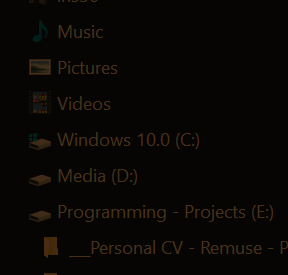 Music
Pictures
Videos
Windows 10.0 (C:)
Media (D:)
Programming - Projects (E:)
__Personal CV - Remuse - P